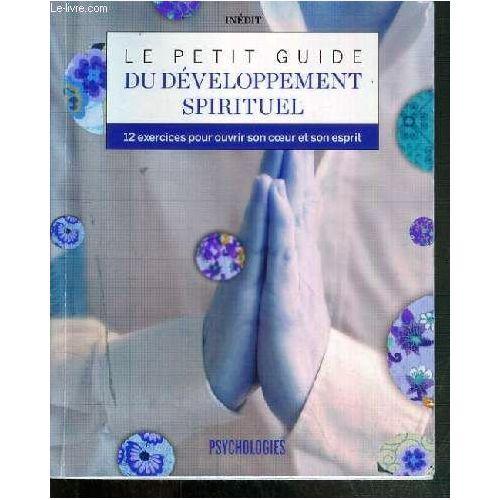 Le-livre.com
INÉDIT
LE PETIT GUIDE
DU DÉVELOPPEMENT
SPIRITUEL
12 exercices pour ouvrir son cœur et son esprit
PSYCHOLOGIES